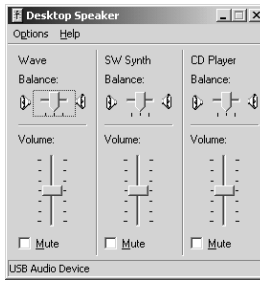 Desktop Speaker
Options Help
Wave SW Synth CD Player
Balance: Balance: Balance:
Volume: Volume: Volume:
Mute Mute Mute
USB Audio Device